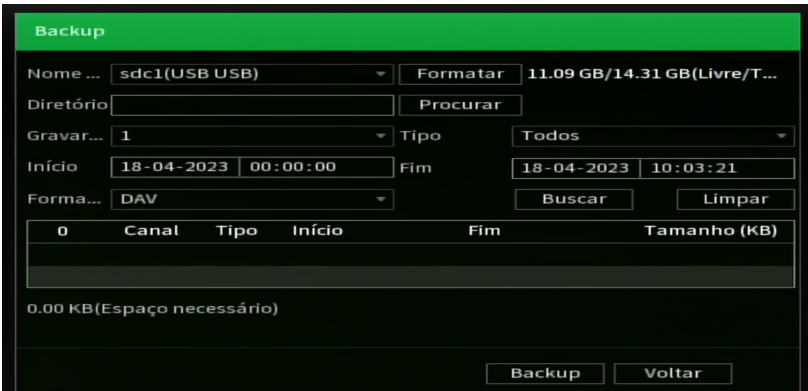 Backup
Nome ... sdc1(USB USB) Formatar 11.09 GB/14.31 GB(Livre/T...
Diretório Procurar
Gravar... 1 Tipo Todos
Início 18-04-2023 00:00:00 Fim 18-04-2023 10:03:21
Forma... DAV Buscar Limpar
0 Canal Tipo Início Fim Tamanho (KB)
0.00 KB(Espaço necessário)
Backup Voltar